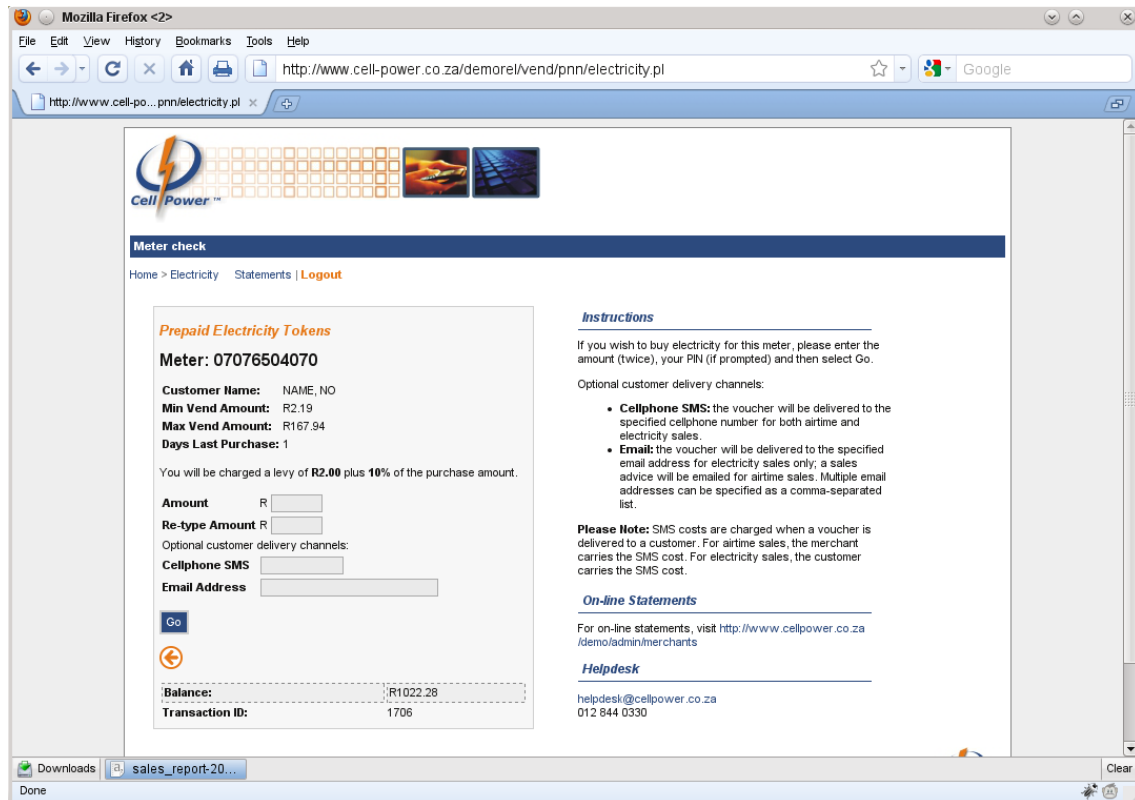 Mozilla Firefox <2>
File Edit View History Bookmarks Tools Help
http://www.cell-power.co.za/demorel/vend/pnn/electricity.pl
Google
http://www.cell-po...pnn/electricity.pl
Cell Power ™
Meter check
Home > Electricity Statements | Logout
Prepaid Electricity Tokens
Meter: 07076504070
Customer Name: NAME, NO
Min Vend Amount: R2.19
Max Vend Amount: R167.94
Days Last Purchase: 1
You will be charged a levy of R2.00 plus 10% of the purchase amount.
Amount R
Re-type Amount R
Optional customer delivery channels:
Cellphone SMS
Email Address
Go
Balance: R1022.28
Transaction ID: 1706
Instructions
If you wish to buy electricity for this meter, please enter the
amount (twice), your PIN (if prompted) and then select Go.
Optional customer delivery channels:
• Cellphone SMS: the voucher will be delivered to the
specified cellphone number for both airtime and
electricity sales.
• Email: the voucher will be delivered to the specified
email address for electricity sales only; a sales
advice will be emailed for airtime sales. Multiple email
addresses can be specified as a comma-separated
list.
Please Note: SMS costs are charged when a voucher is
delivered to a customer. For airtime sales, the merchant
carries the SMS cost. For electricity sales, the customer
carries the SMS cost.
On-line Statements
For on-line statements, visit http://www.cellpower.co.za
/demo/admin/merchants
Helpdesk
helpdesk@cellpower.co.za
012 844 0330
Downloads sales_report-20... Clear
Done